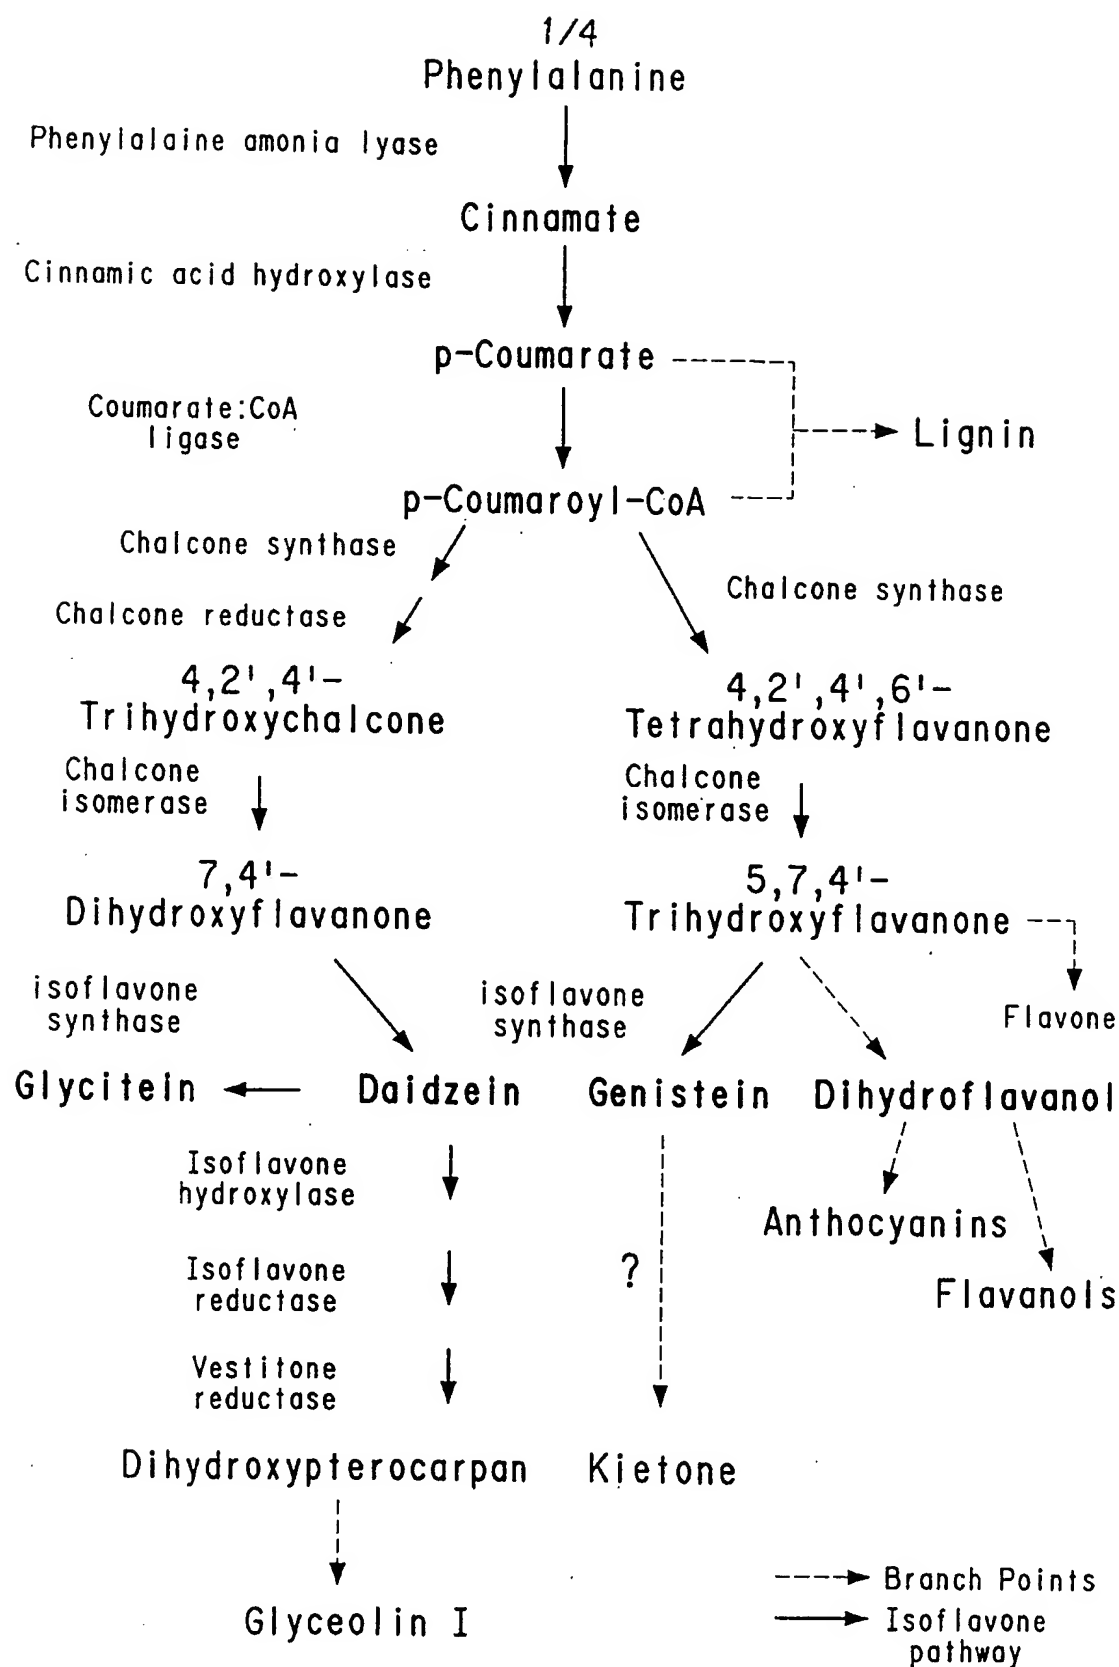 1/4
Phenylalanine
Phenylalaine amonia lyase
Cinnamate
Cinnamic acid hydroxylase
p-Coumarate
Coumarate:CoA
ligase
Lignin
p-Coumaroyl-CoA
Chalcone synthase
Chalcone synthase
Chalcone reductase
4,2',4'-
Trihydroxychalcone
4,2',4',6'-
Tetrahydroxyflavanone
Chalcone
isomerase
Chalcone
isomerase
7,4'-
Dihydroxyflavanone
5,7,4'-
Trihydroxyflavanone
isoflavone
synthase
isoflavone
synthase
Flavone
Glycitein
Daidzein
Genistein
Dihydroflavanol
Isoflavone
hydroxylase
Anthocyanins
Isoflavone
reductase
?
Flavanols
Vestitone
reductase
Dihydroxypterocarpan
Kietone
Glyceolin I
Branch Points
Isoflavone
pathway